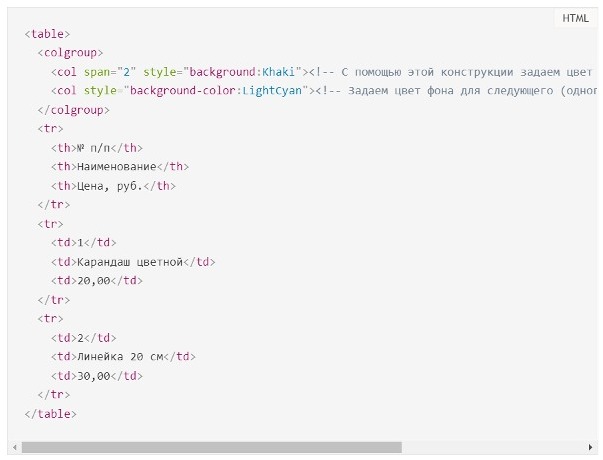 HTML
<table>
<colgroup>
<col span="2" style="background:Khaki"><!-- С помощью этой конструкции задаем цвет
<col style="background-color:LightCyan"><!-- Задаем цвет фона для следующего (одног
</colgroup>
<tr>
<th>№ п/п</th>
<th>Наименование</th>
<th>Цена, руб.</th>
</tr>
<tr>
<td>1</td>
<td>Карандаш цветной</td>
<td>20,00</td>
</tr>
<tr>
<td>2</td>
<td>Линейка 20 см</td>
<td>30,00</td>
</tr>
</table>